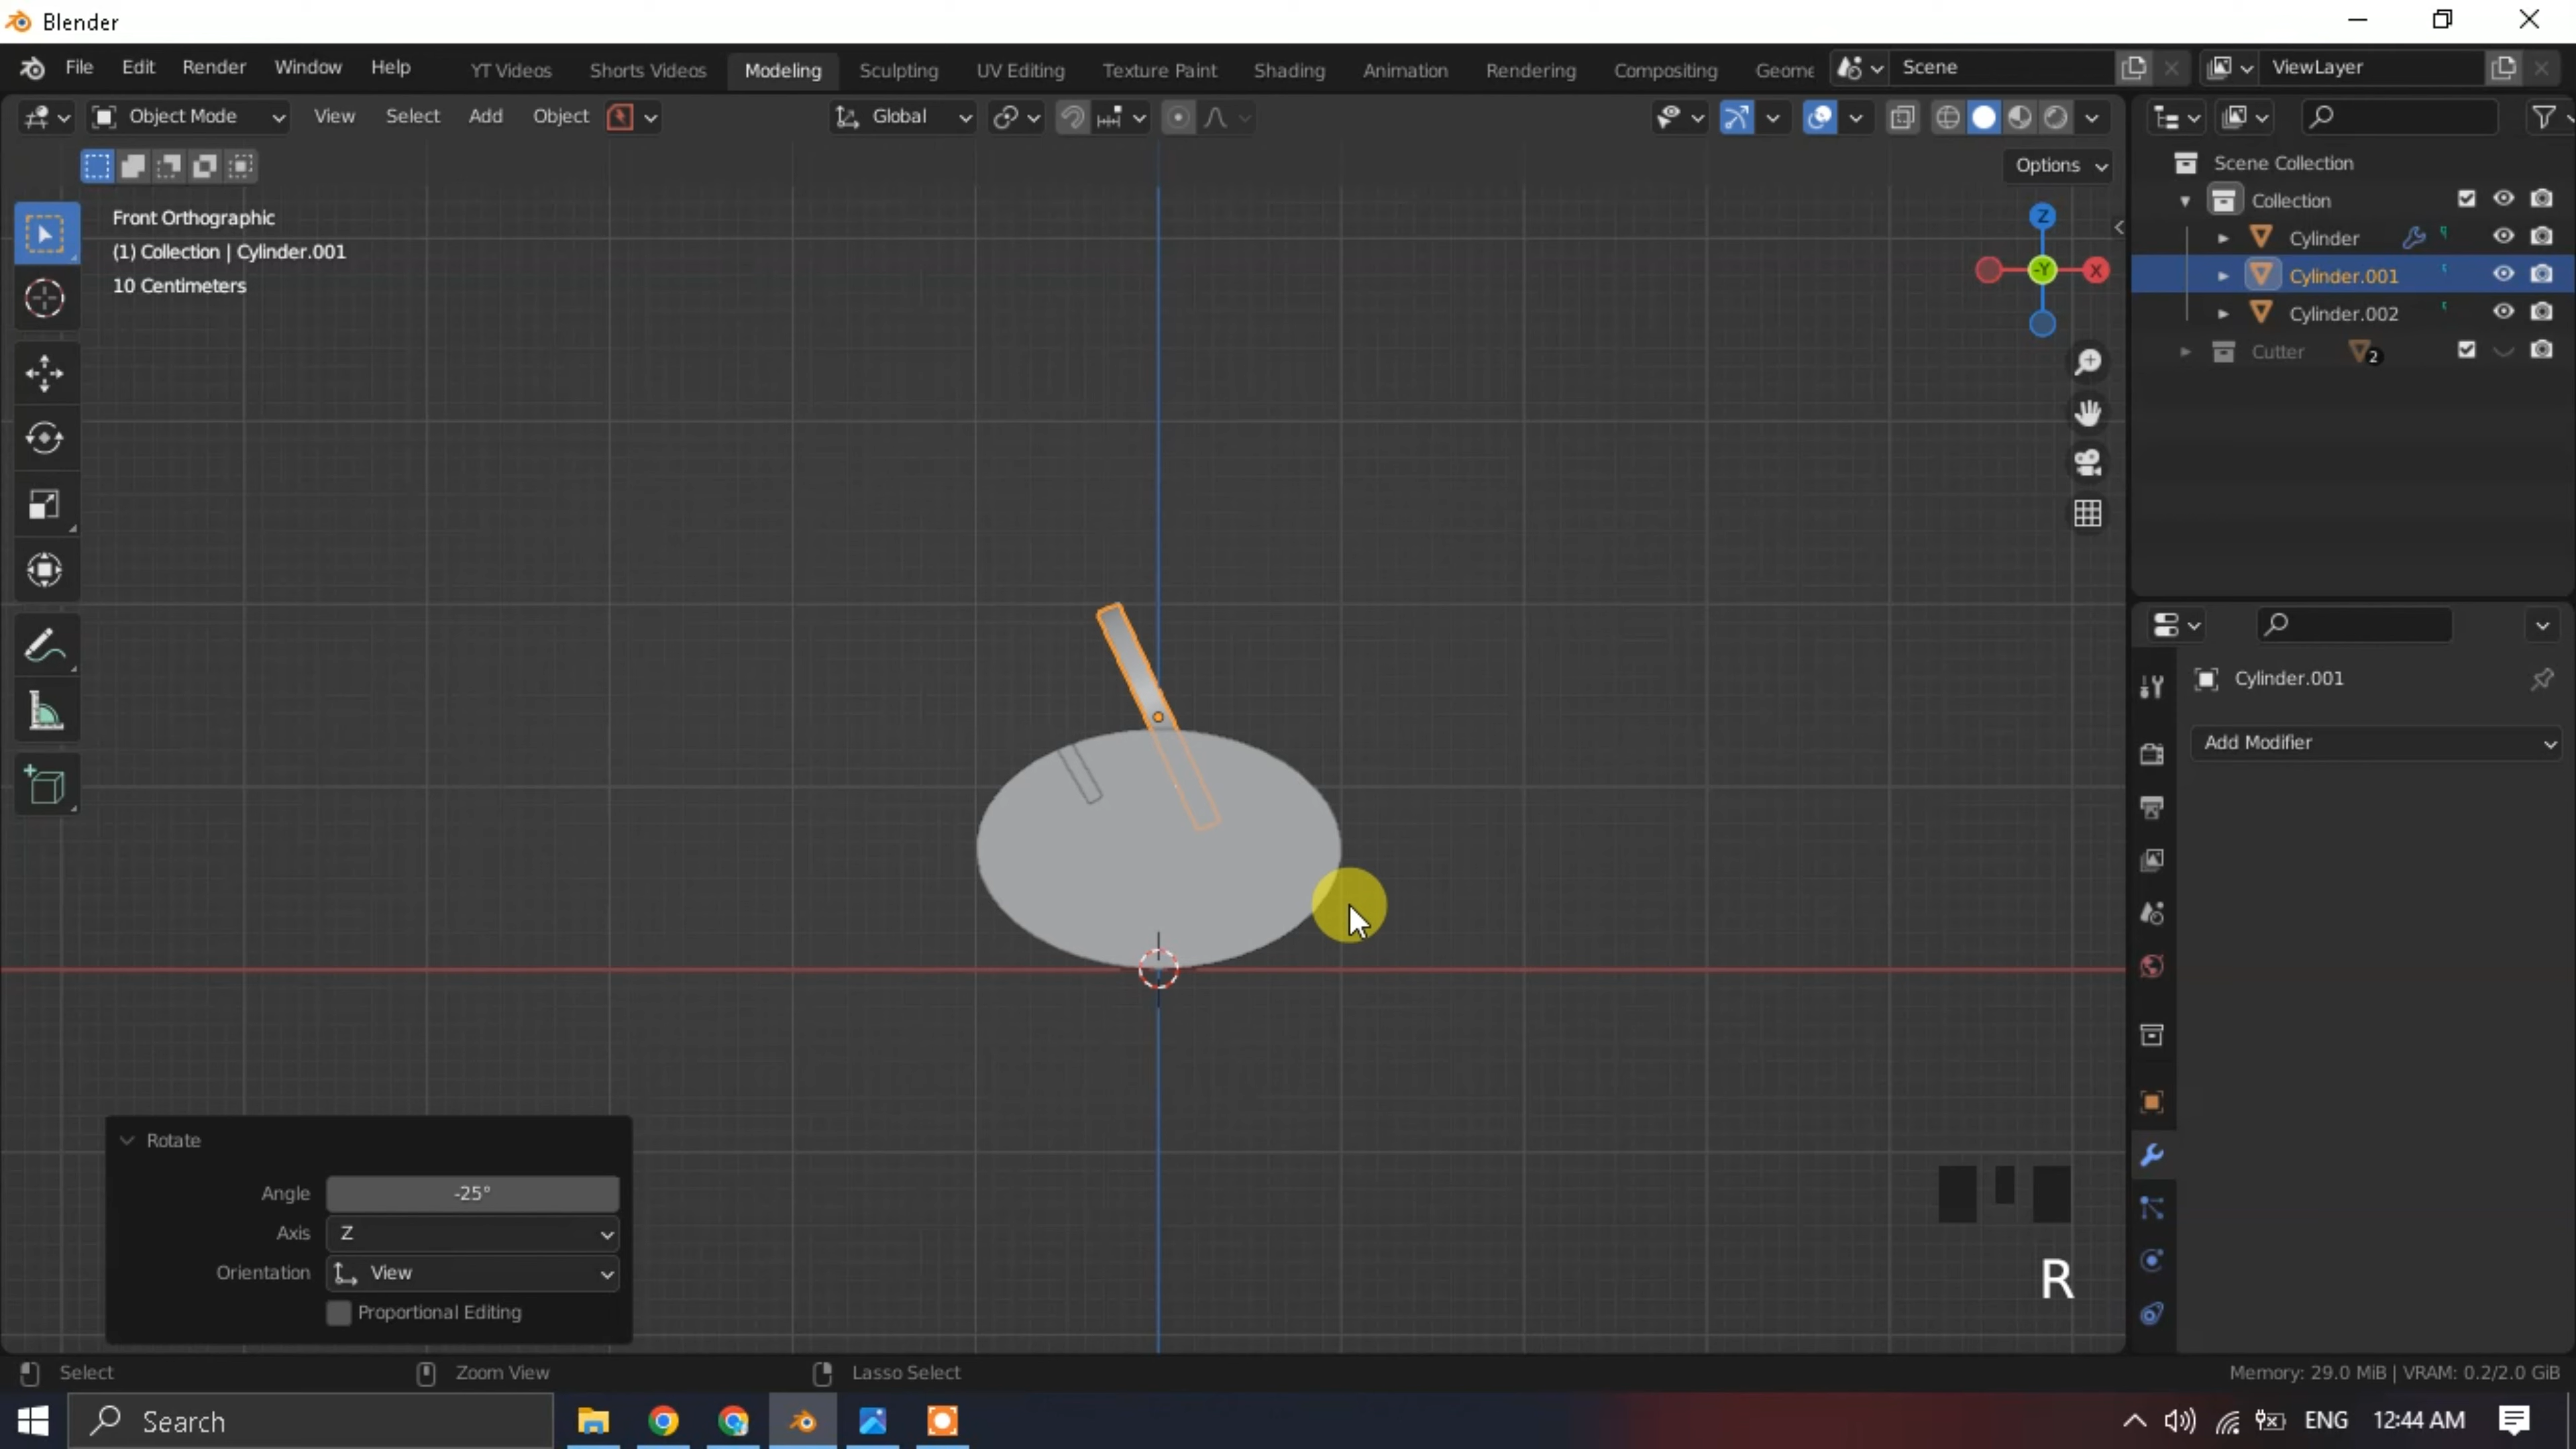 Blender
File Edit Render Window Help YT Videos Shorts Videos Modeling Sculpting UV Editing Texture Paint Shading Animation Rendering Compositing Geome Scene ViewLayer
Object Mode View Select Add Object Global
Options
Front Orthographic
(1) Collection | Cylinder.001
10 Centimeters
Z
-Y
X
Scene Collection
Collection
Cylinder
Cylinder.001
Cylinder.002
Cutter 2
Cylinder.001
Add Modifier
Rotate
Angle -25°
Axis Z
Orientation View
Proportional Editing
R
Select Zoom View Lasso Select Memory: 29.0 MiB | VRAM: 0.2/2.0 GiB
Search ENG 12:44 AM